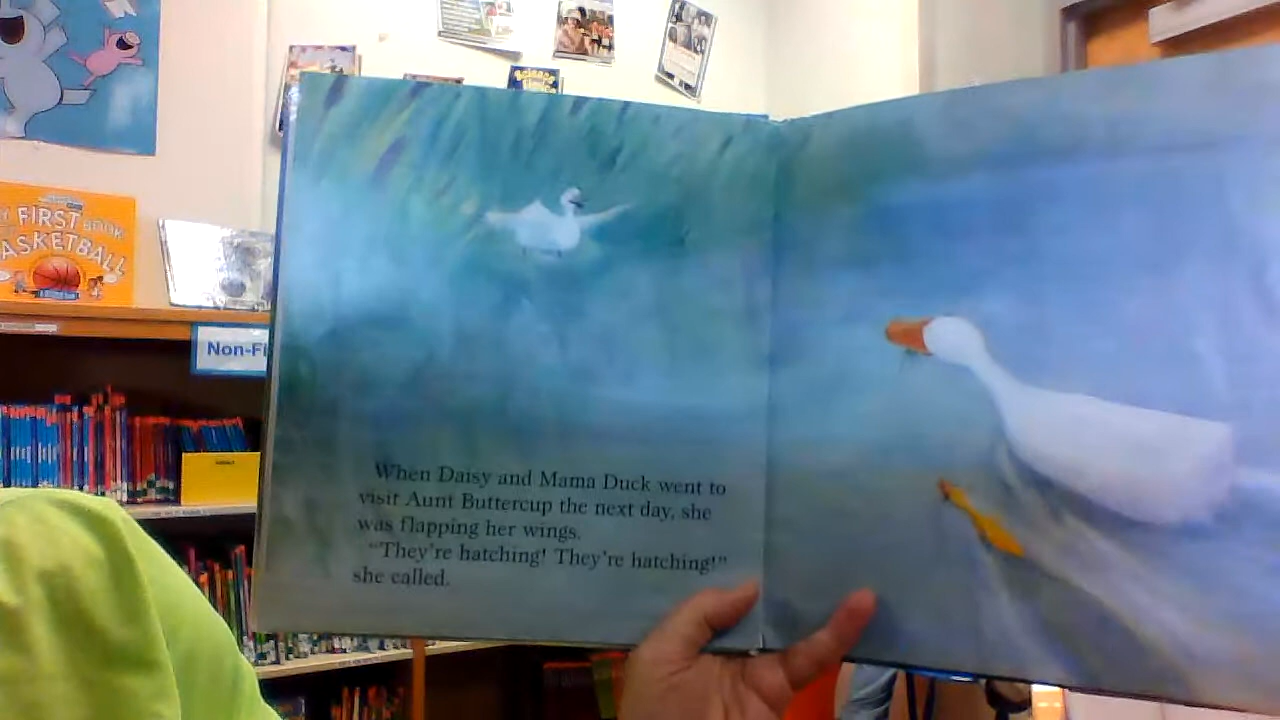 FIRST BOOK
BASKETBALL
Non-Fi
When Daisy and Mama Duck went to
visit Aunt Buttercup the next day, she
was flapping her wings.
"They're hatching! They're hatching!"
she called.